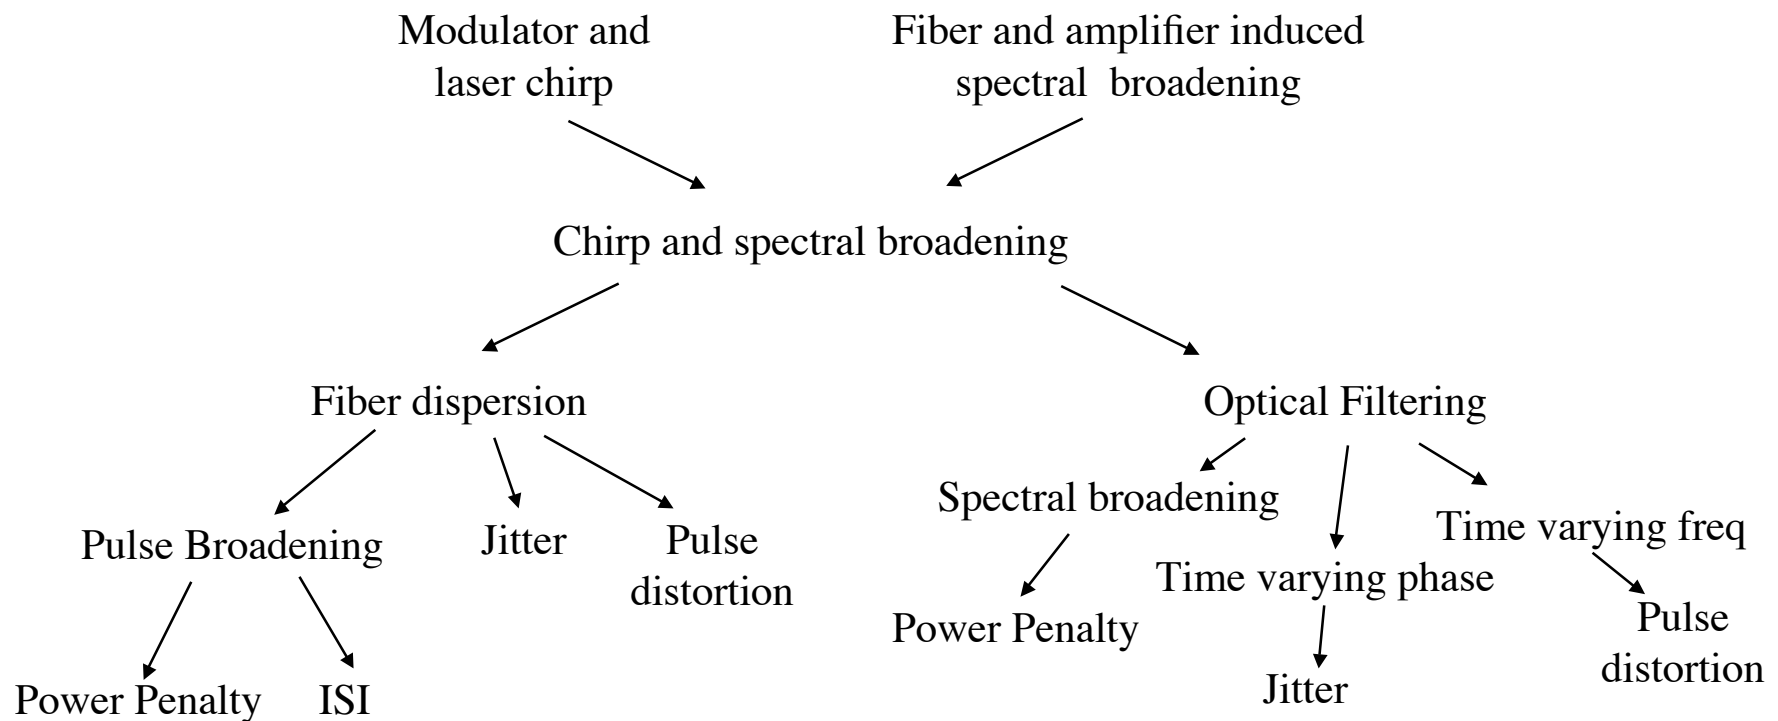 Modulator and
laser chirp
Fiber and amplifier induced
spectral broadening
Chirp and spectral broadening
Fiber dispersion
Optical Filtering
Pulse Broadening
Jitter
Pulse
distortion
Spectral broadening
Time varying phase
Time varying freq
Power Penalty
ISI
Power Penalty
Jitter
Pulse
distortion